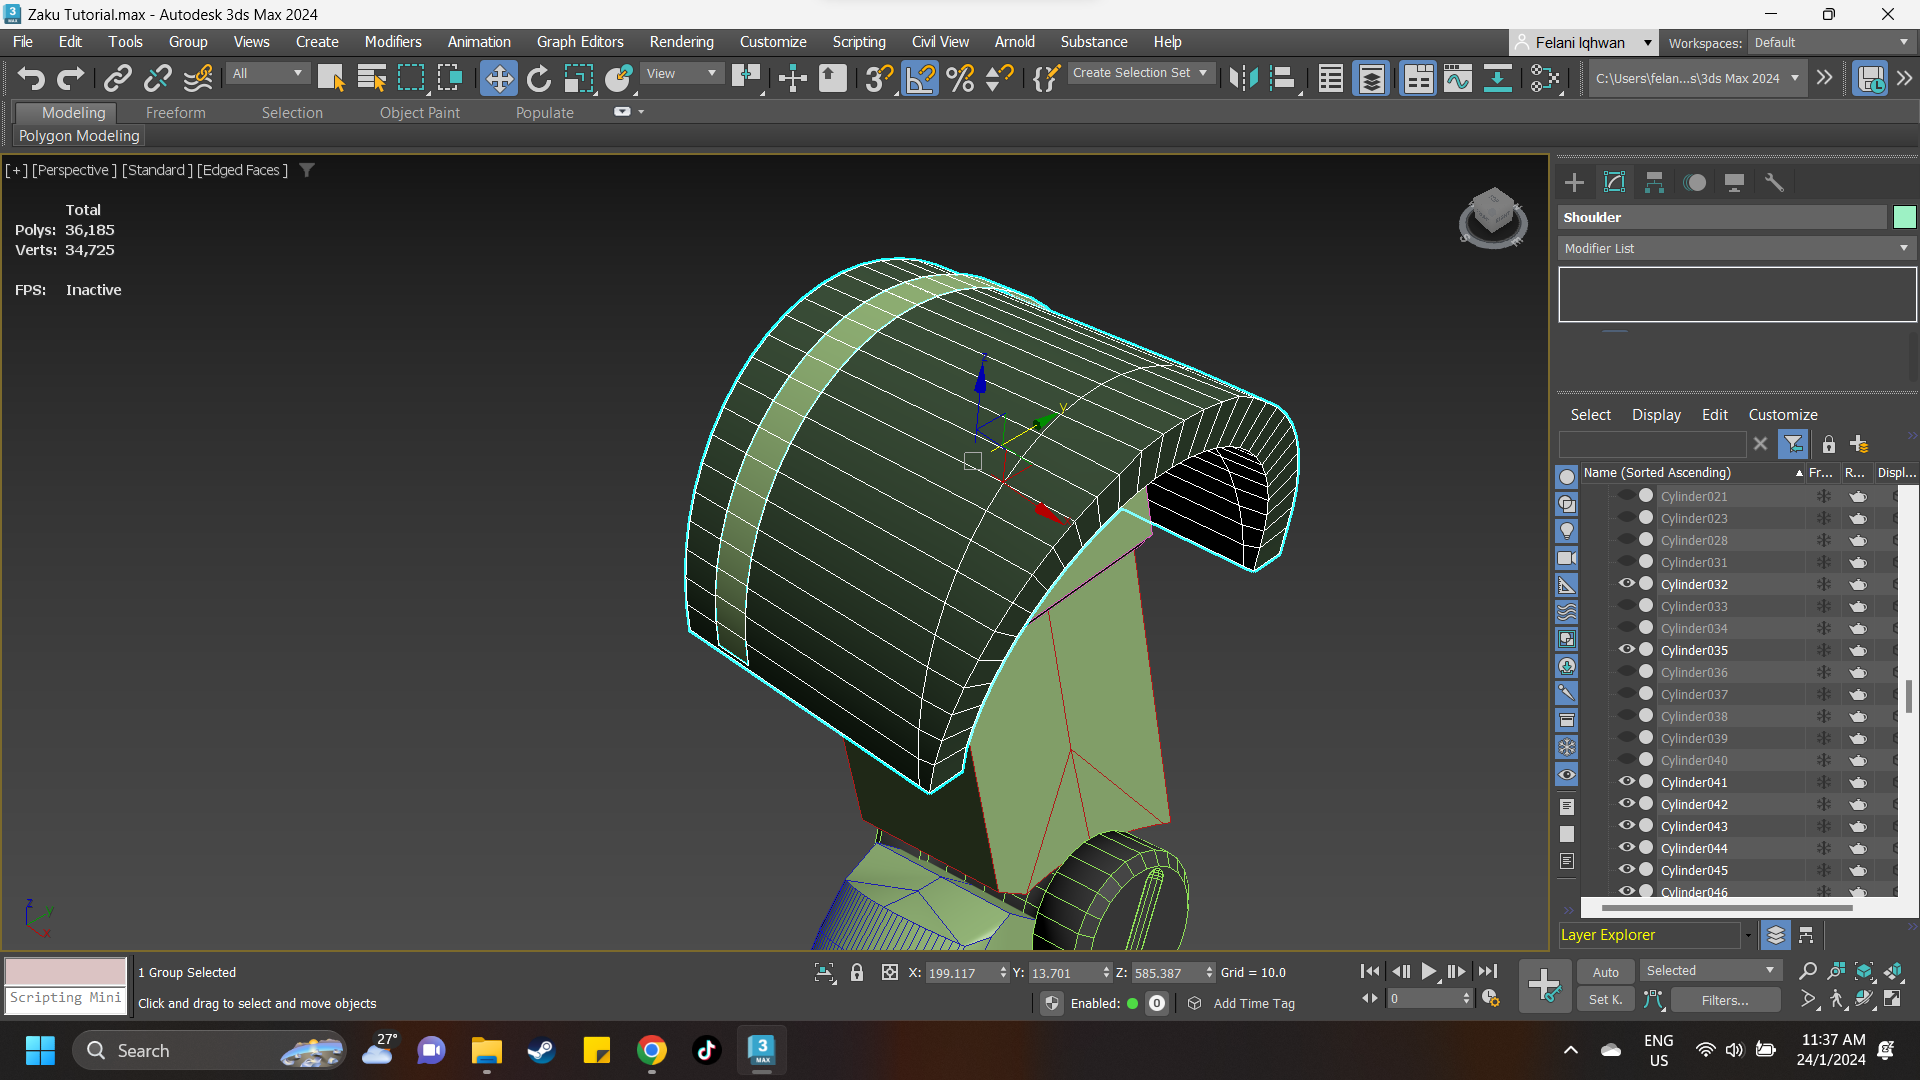 Zaku Tutorial.max - Autodesk 3ds Max 2024
File Edit Tools Group Views Create Modifiers Animation Graph Editors Rendering Customize Scripting Civil View Arnold Substance Help
Felani Iqhwan
Workspaces: Default
All
View
Create Selection Set
C:\Users\felan...s\3ds Max 2024
Modeling Freeform Selection Object Paint Populate
Polygon Modeling
[+] [Perspective ] [Standard ] [Edged Faces ]
Total
Polys: 36,185
Verts: 34,725
FPS: Inactive
Shoulder
Modifier List
Select Display Edit Customize
Name (Sorted Ascending) Fr... R... Displ...
Cylinder021
Cylinder023
Cylinder028
Cylinder031
Cylinder032
Cylinder033
Cylinder034
Cylinder035
Cylinder036
Cylinder037
Cylinder038
Cylinder039
Cylinder040
Cylinder041
Cylinder042
Cylinder043
Cylinder044
Cylinder045
Cylinder046
Layer Explorer
1 Group Selected
Scripting Mini
Click and drag to select and move objects
X: 199.117 Y: 13.701 Z: 585.387 Grid = 10.0
Enabled: 0 Add Time Tag
0
Auto Selected
Set K. Filters...
Search
27°
3
MAX
ENG
US
11:37 AM
24/1/2024